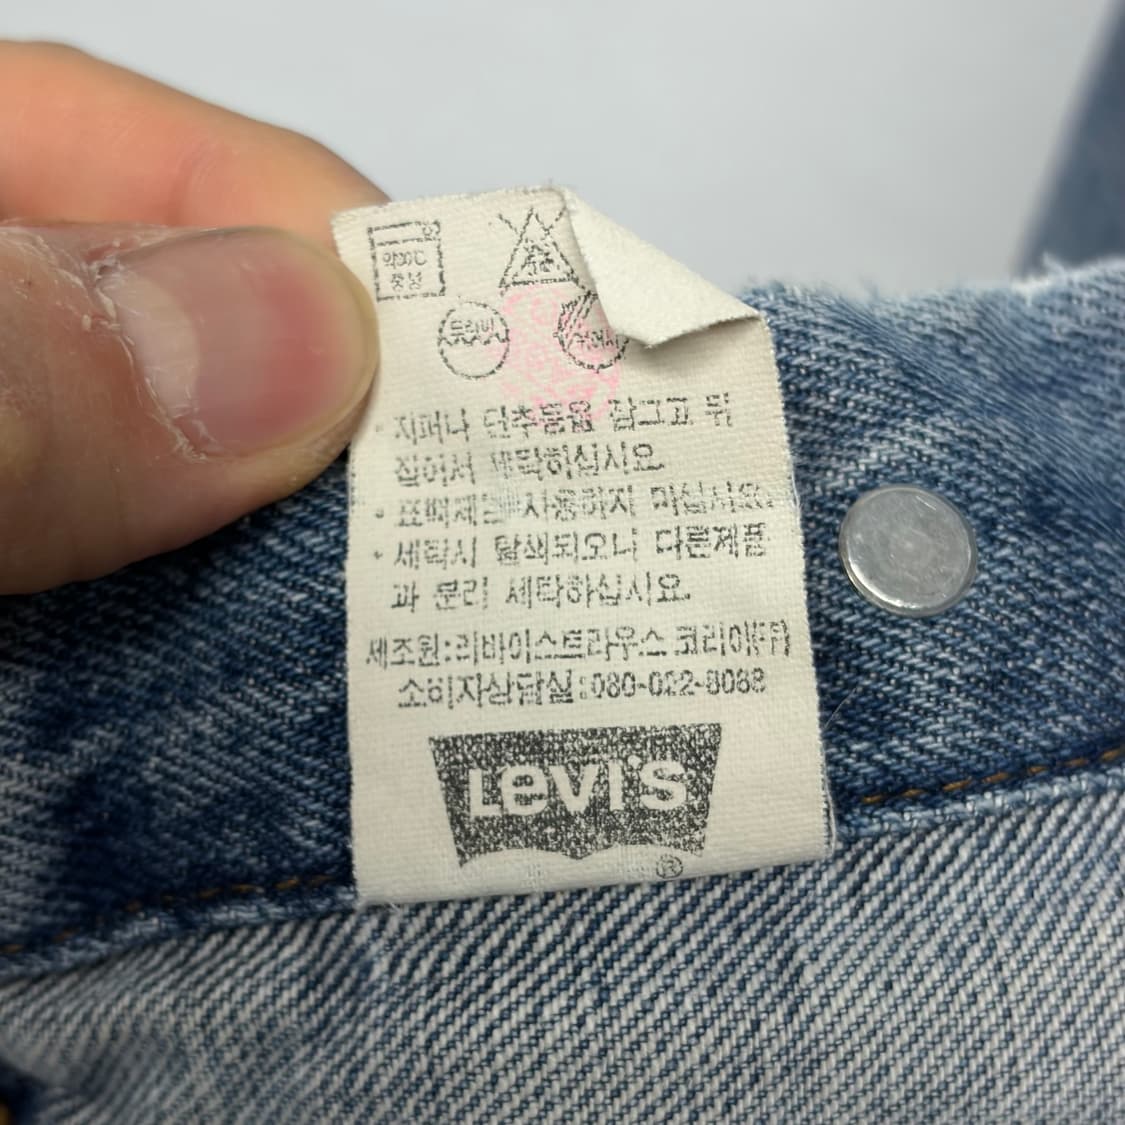 약30℃
중성
드라이
· 지퍼나 단추등을 잠그고 뒤
집어서 세탁하십시요.
· 표백제는 사용하지 마십시요.
· 세탁시 탈색되오니 다른제품
과 분리 세탁하십시요.
제조원:리바이스트라우스 코리아(주)
소비자상담실:080-022-8088
Levi's
®